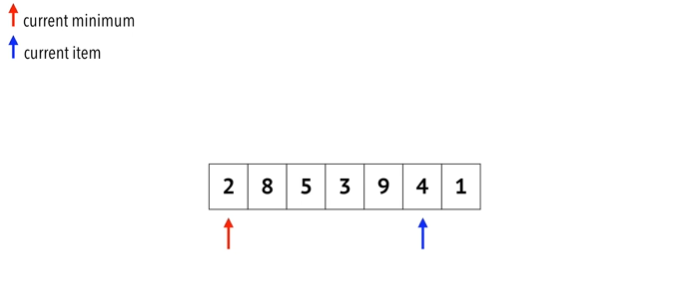 current minimum
current item
2 8 5 3 9 4 1